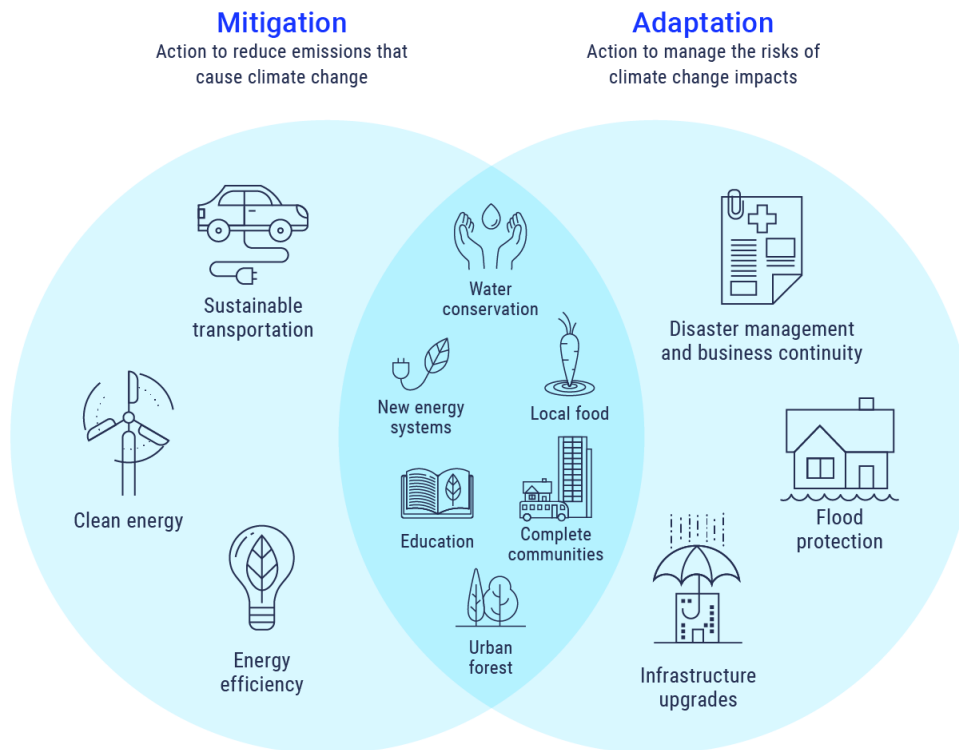 Mitigation
Action to reduce emissions that
cause climate change
Adaptation
Action to manage the risks of
climate change impacts
Sustainable
transportation
Clean energy
Energy
efficiency
Water
conservation
New energy
systems
Local food
Education
Complete
communities
Urban
forest
Disaster management
and business continuity
Flood
protection
Infrastructure
upgrades